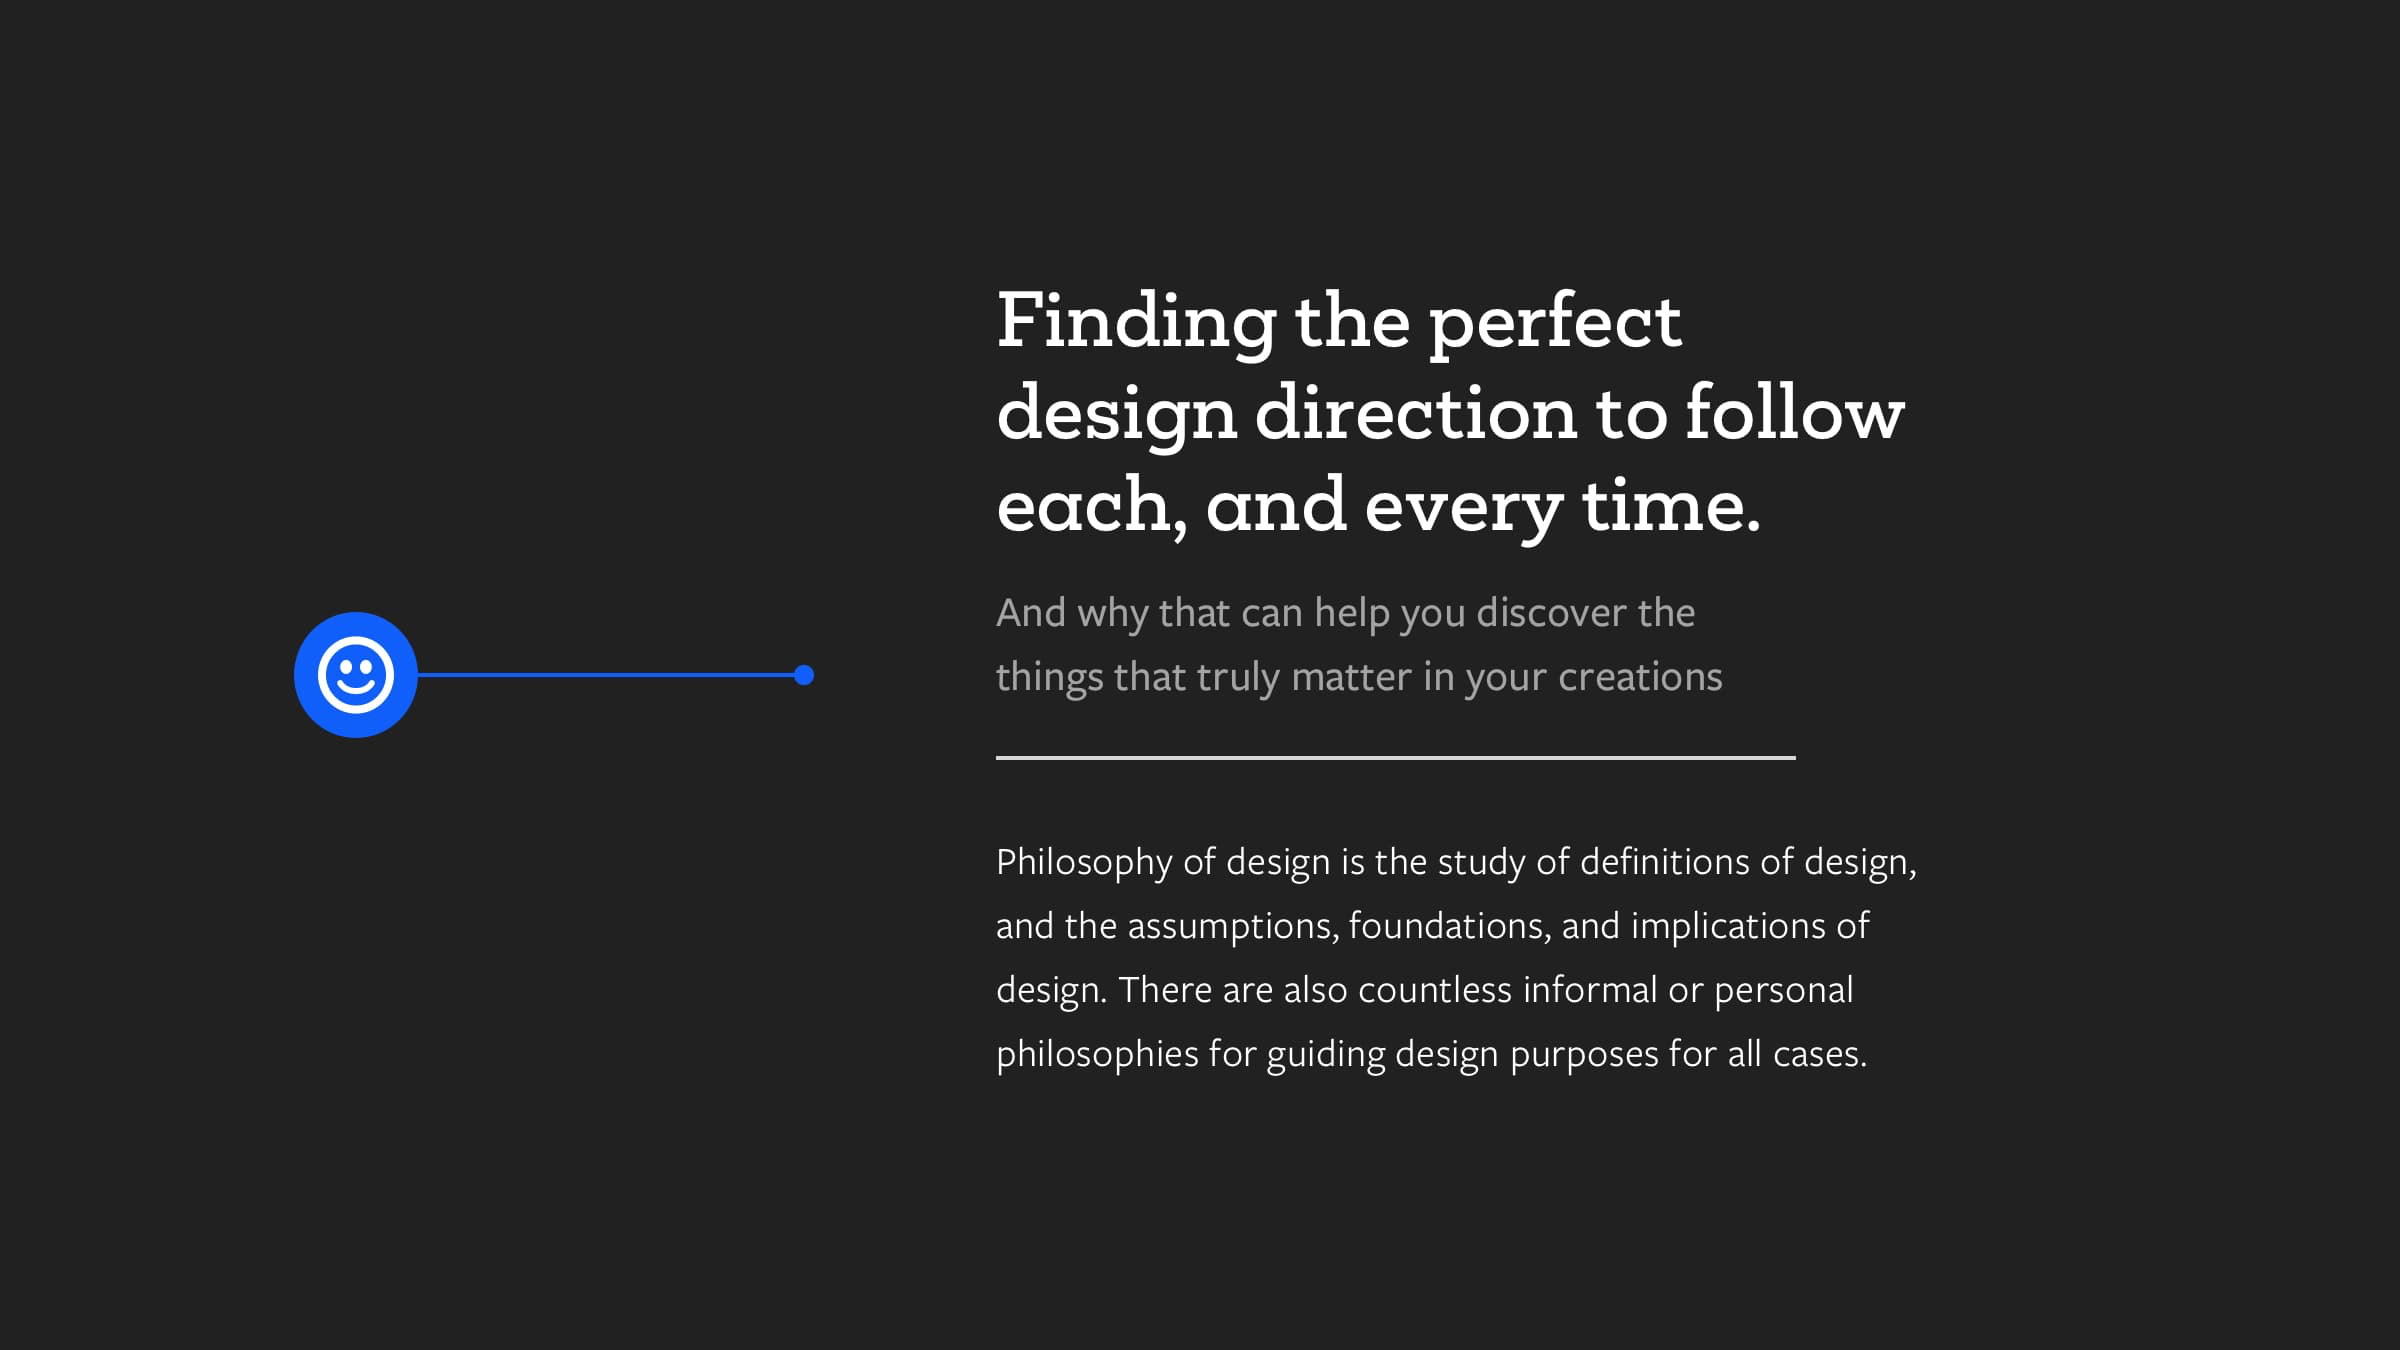 Finding the perfect
design direction to follow
each, and every time.
And why that can help you discover the
things that truly matter in your creations
Philosophy of design is the study of definitions of design,
and the assumptions, foundations, and implications of
design. There are also countless informal or personal
philosophies for guiding design purposes for all cases.